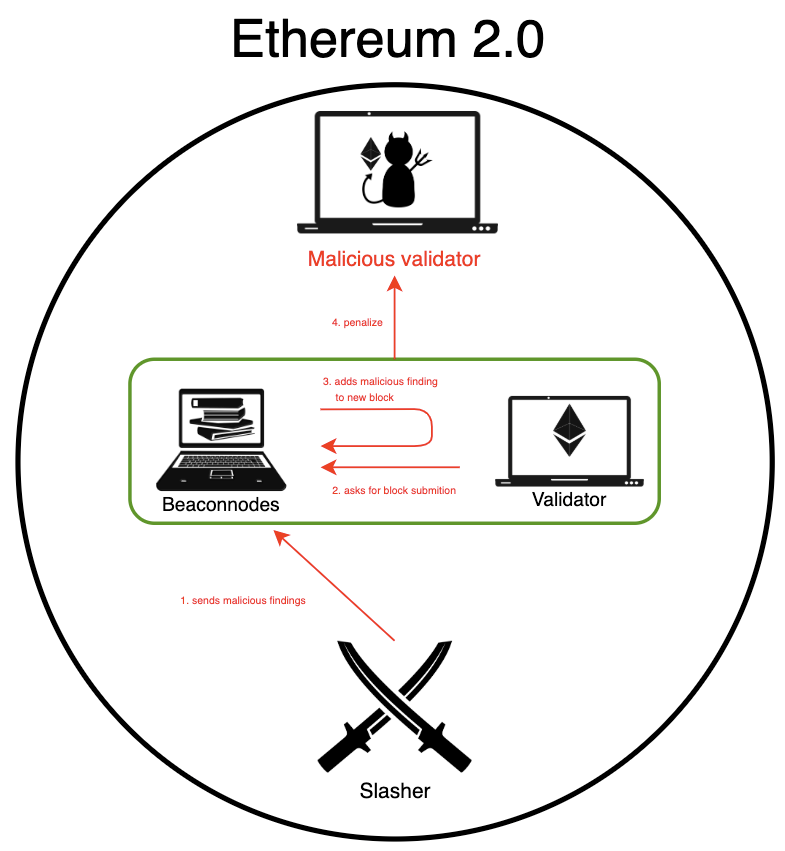 Ethereum 2.0
Malicious validator
4. penalize
3. adds malicious finding
to new block
2. asks for block submition
Beaconnodes
Validator
1. sends malicious findings
Slasher